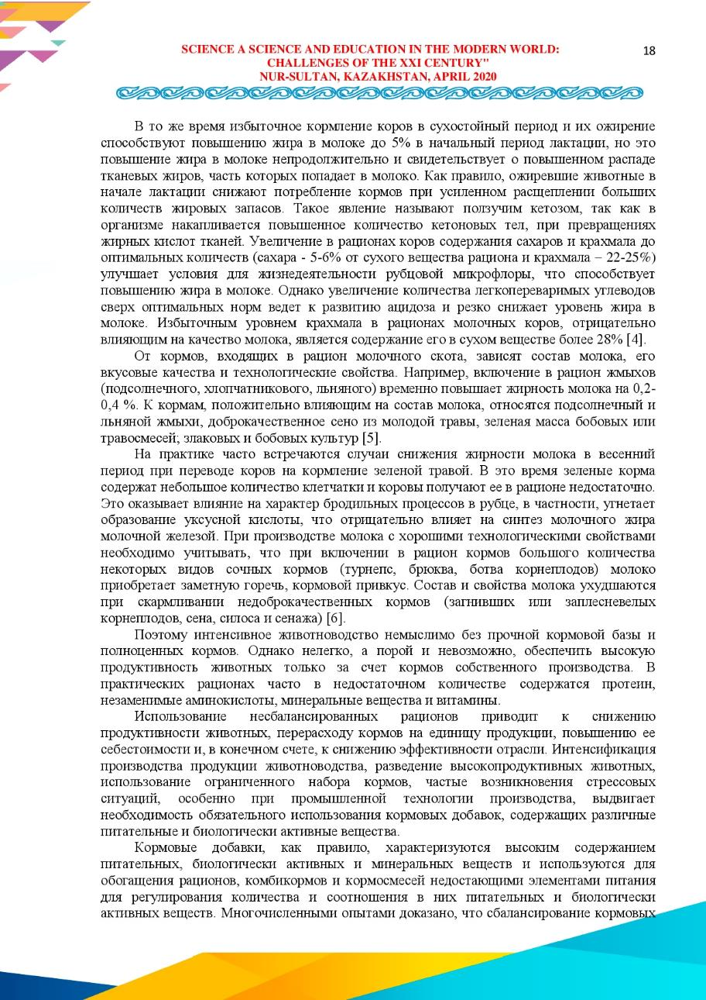 SCIENCE A SCIENCE AND EDUCATION IN THE MODERN WORLD:
CHALLENGES OF THE XXI CENTURY"
NUR-SULTAN, KAZAKHSTAN, APRIL 2020
18
В то же время избыточное кормление коров в сухостойный период и их ожирение
способствуют повышению жира в молоке до 5% в начальный период лактации, но это
повышение жира в молоке непродолжительно и свидетельствует о повышенном распаде
тканевых жиров, часть которых попадает в молоко. Как правило, ожиревшие животные в
начале лактации снижают потребление кормов при усиленном расщеплении больших
количеств жировых запасов. Такое явление называют ползучим кетозом, так как в
организме накапливается повышенное количество кетоновых тел, при превращениях
жирных кислот тканей. Увеличение в рационах коров содержания сахаров и крахмала до
оптимальных количеств (сахара - 5-6% от сухого вещества рациона и крахмала – 22-25%)
улучшает условия для жизнедеятельности рубцовой микрофлоры, что способствует
повышению жира в молоке. Однако увеличение количества легкопереваримых углеводов
сверх оптимальных норм ведет к развитию ацидоза и резко снижает уровень жира в
молоке. Избыточным уровнем крахмала в рационах молочных коров, отрицательно
влияющим на качество молока, является содержание его в сухом веществе более 28% [4].
От кормов, входящих в рацион молочного скота, зависят состав молока, его
вкусовые качества и технологические свойства. Например, включение в рацион жмыхов
(подсолнечного, хлопчатникового, льняного) временно повышает жирность молока на 0,2-
0,4 %. К кормам, положительно влияющим на состав молока, относятся подсолнечный и
льняной жмыхи, доброкачественное сено из молодой травы, зеленая масса бобовых или
травосмесей; злаковых и бобовых культур [5].
На практике часто встречаются случаи снижения жирности молока в весенний
период при переводе коров на кормление зеленой травой. В это время зеленые корма
содержат небольшое количество клетчатки и коровы получают ее в рационе недостаточно.
Это оказывает влияние на характер бродильных процессов в рубце, в частности, угнетает
образование уксусной кислоты, что отрицательно влияет на синтез молочного жира
молочной железой. При производстве молока с хорошими технологическими свойствами
необходимо учитывать, что при включении в рацион кормов большого количества
некоторых видов сочных кормов (турнепс, брюква, ботва корнеплодов) молоко
приобретает заметную горечь, кормовой привкус. Состав и свойства молока ухудшаются
при скармливании недоброкачественных кормов (загнивших или заплесневелых
корнеплодов, сена, силоса и сенажа) [6].
Поэтому интенсивное животноводство немыслимо без прочной кормовой базы и
полноценных кормов. Однако нелегко, а порой и невозможно, обеспечить высокую
продуктивность животных только за счет кормов собственного производства. В
практических рационах часто в недостаточном количестве содержатся протеин,
незаменимые аминокислоты, минеральные вещества и витамины.
Использование несбалансированных рационов приводит к снижению
продуктивности животных, перерасходу кормов на единицу продукции, повышению ее
себестоимости и, в конечном счете, к снижению эффективности отрасли. Интенсификация
производства продукции животноводства, разведение высокопродуктивных животных,
использование ограниченного набора кормов, частые возникновения стрессовых
ситуаций, особенно при промышленной технологии производства, выдвигает
необходимость обязательного использования кормовых добавок, содержащих различные
питательные и биологически активные вещества.
Кормовые добавки, как правило, характеризуются высоким содержанием
питательных, биологически активных и минеральных веществ и используются для
обогащения рационов, комбикормов и кормосмесей недостающими элементами питания
для регулирования количества и соотношения в них питательных и биологически
активных веществ. Многочисленными опытами доказано, что сбалансирование кормовых